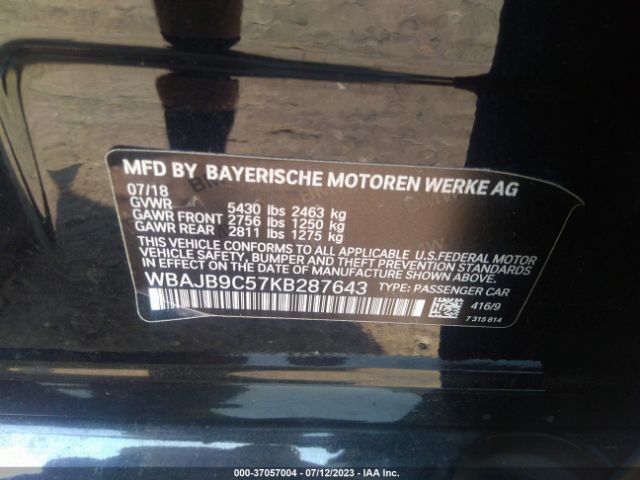 MFD BY BAYERISCHE MOTOREN WERKE AG
07/18
GVWR 5430 lbs 2463 kg
GAWR FRONT 2756 lbs 1250 kg
GAWR REAR 2811 lbs 1275 kg
THIS VEHICLE CONFORMS TO ALL APPLICABLE U.S.FEDERAL MOTOR
VEHICLE SAFETY, BUMPER AND THEFT PREVENTION STANDARDS
IN EFFECT ON THE DATE OF MANUFACTURE SHOWN ABOVE.
WBAJB9C57KB287643 TYPE: PASSENGER CAR
416/9
7 315 814
000-37057004 - 07/12/2023 - IAA Inc.